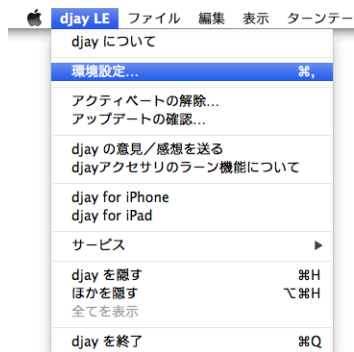 djay LE ファイル 編集 表示 ターンテー
djay について
環境設定... ⌘,
アクティベートの解除...
アップデートの確認...
djay の意見／感想を送る
djayアクセサリのラーン機能について
djay for iPhone
djay for iPad
サービス ▶
djay を隠す ⌘H
ほかを隠す ⌥⌘H
全てを表示
djay を終了 ⌘Q